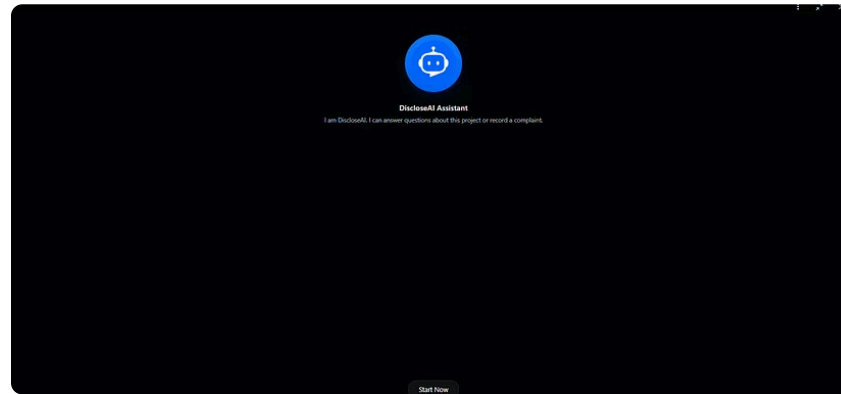 DiscloseAI Assistant
I am DiscloseAI. I can answer questions about this project or record a complaint.
Start Now